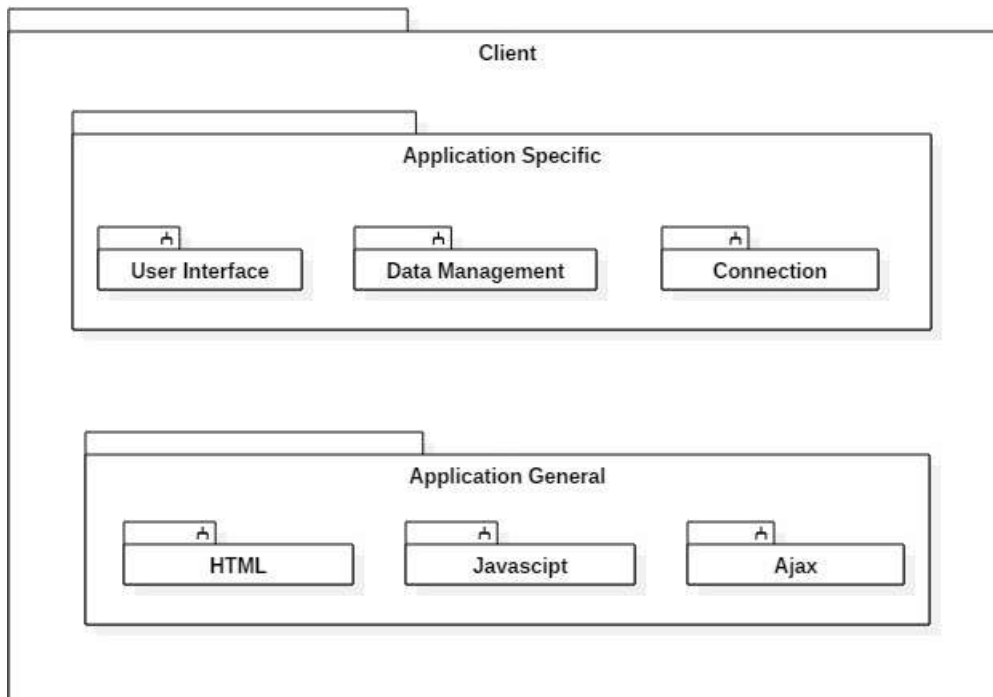 Client
Application Specific
User Interface
Data Management
Connection
Application General
HTML
Javascipt
Ajax